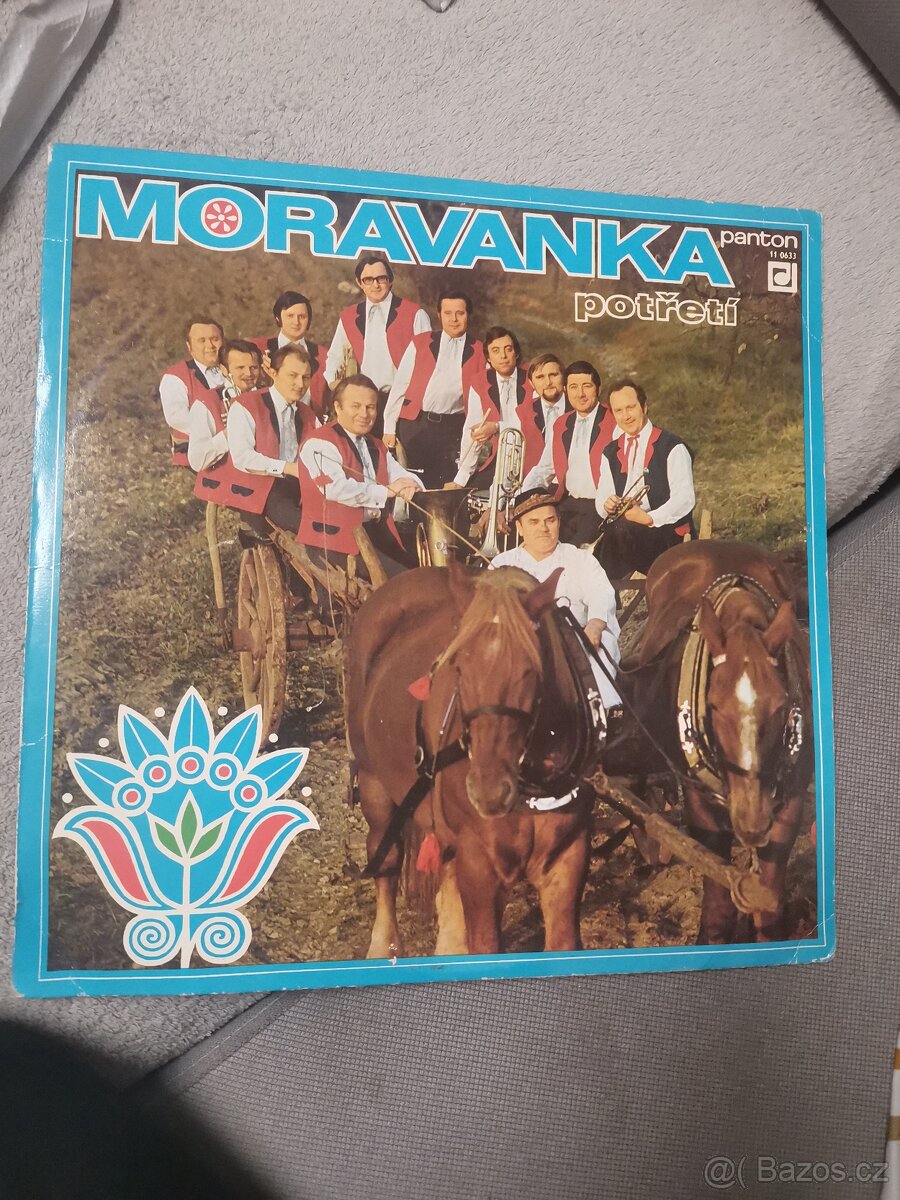 MORAVANKA
panton
11 0633
potřetí
@( Bazos.cz